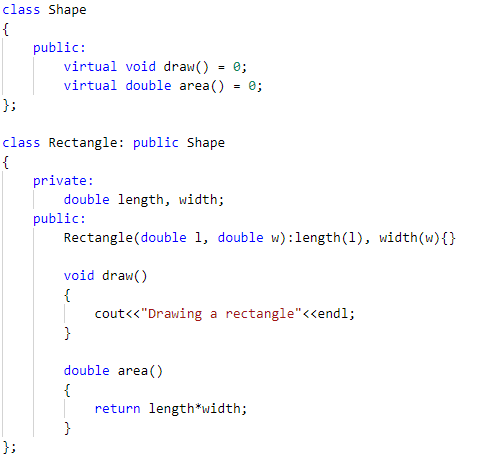 class Shape
{
    public:
        virtual void draw() = 0;
        virtual double area() = 0;
};

class Rectangle: public Shape
{
    private:
        double length, width;
    public:
        Rectangle(double l, double w):length(l), width(w){}

        void draw()
        {
            cout<<"Drawing a rectangle"<<endl;
        }

        double area()
        {
            return length*width;
        }
};